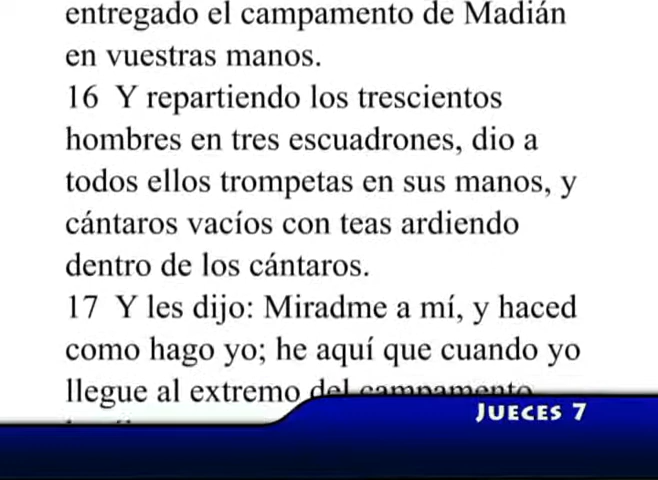 entregado el campamento de Madián
en vuestras manos.
16 Y repartiendo los trescientos
hombres en tres escuadrones, dio a
todos ellos trompetas en sus manos, y
cántaros vacíos con teas ardiendo
dentro de los cántaros.
17 Y les dijo: Miradme a mí, y haced
como hago yo; he aquí que cuando yo
llegue al extremo del campamento
JUECES 7